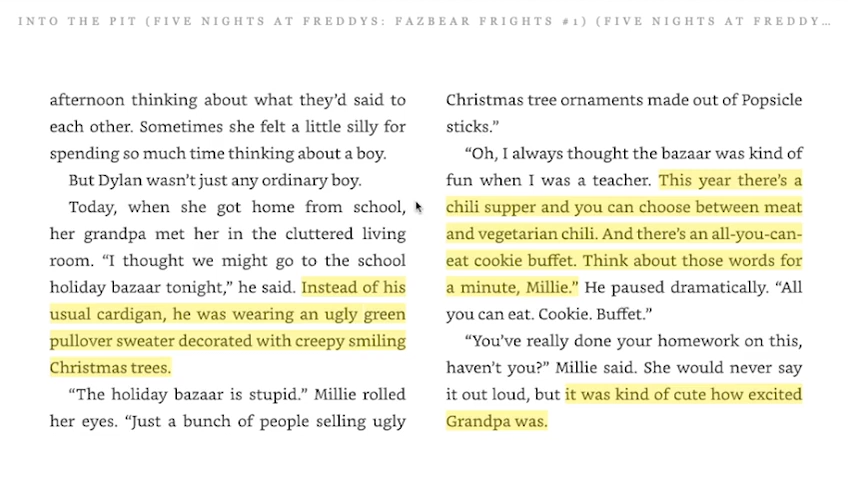 INTO THE PIT (FIVE NIGHTS AT FREDDYS: FAZBEAR FRIGHTS #1) (FIVE NIGHTS AT FREDDY…
afternoon thinking about what they’d said to
each other. Sometimes she felt a little silly for
spending so much time thinking about a boy.
But Dylan wasn’t just any ordinary boy.
Today, when she got home from school,
her grandpa met her in the cluttered living
room. “I thought we might go to the school
holiday bazaar tonight,” he said. Instead of his
usual cardigan, he was wearing an ugly green
pullover sweater decorated with creepy smiling
Christmas trees.
“The holiday bazaar is stupid.” Millie rolled
her eyes. “Just a bunch of people selling ugly
Christmas tree ornaments made out of Popsicle
sticks.”
“Oh, I always thought the bazaar was kind of
fun when I was a teacher. This year there’s a
chili supper and you can choose between meat
and vegetarian chili. And there’s an all-you-can-
eat cookie buffet. Think about those words for
a minute, Millie.” He paused dramatically. “All
you can eat. Cookie. Buffet.”
“You’ve really done your homework on this,
haven’t you?” Millie said. She would never say
it out loud, but it was kind of cute how excited
Grandpa was.